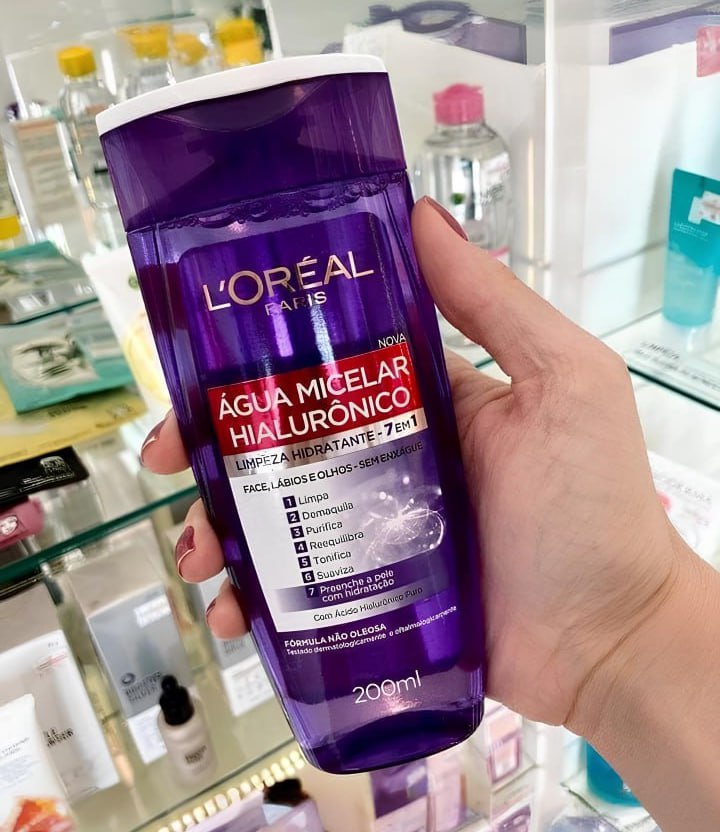 L'ORÉAL
PARIS
NOVA
ÁGUA MICELAR
HIALURÔNICO
LIMPEZA HIDRATANTE - 7 EM 1
FACE, LÁBIOS E OLHOS - SEM ENXÁGUE
1 Limpa
2 Demaquila
3 Purifica
4 Reequilibra
5 Tonifica
6 Suaviza
7 Preenche a pele
com hidratação
Com Ácido Hialurônico Puro
FÓRMULA NÃO OLEOSA
Testado dermatologicamente e oftalmologicamente
200ml
LIMPEZA